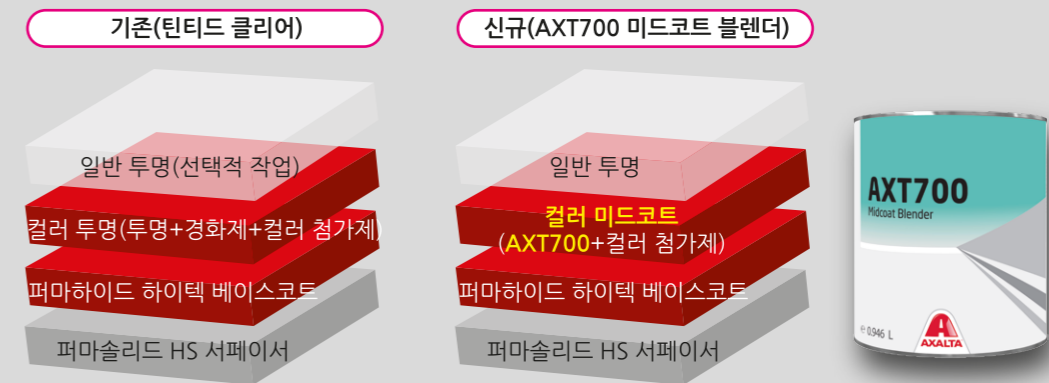 기존(틴티드 클리어)
일반 투명(선택적 작업)
컬러 투명(투명+경화제+컬러 첨가제)
퍼마하이드 하이텍 베이스코트
퍼마솔리드 HS 서페이서
신규(AXT700 미드코트 블렌더)
일반 투명
컬러 미드코트
(AXT700+컬러 첨가제)
퍼마하이드 하이텍 베이스코트
퍼마솔리드 HS 서페이서
AXT700
Midcoat Blender
℮ 0.946 L
AXALTA